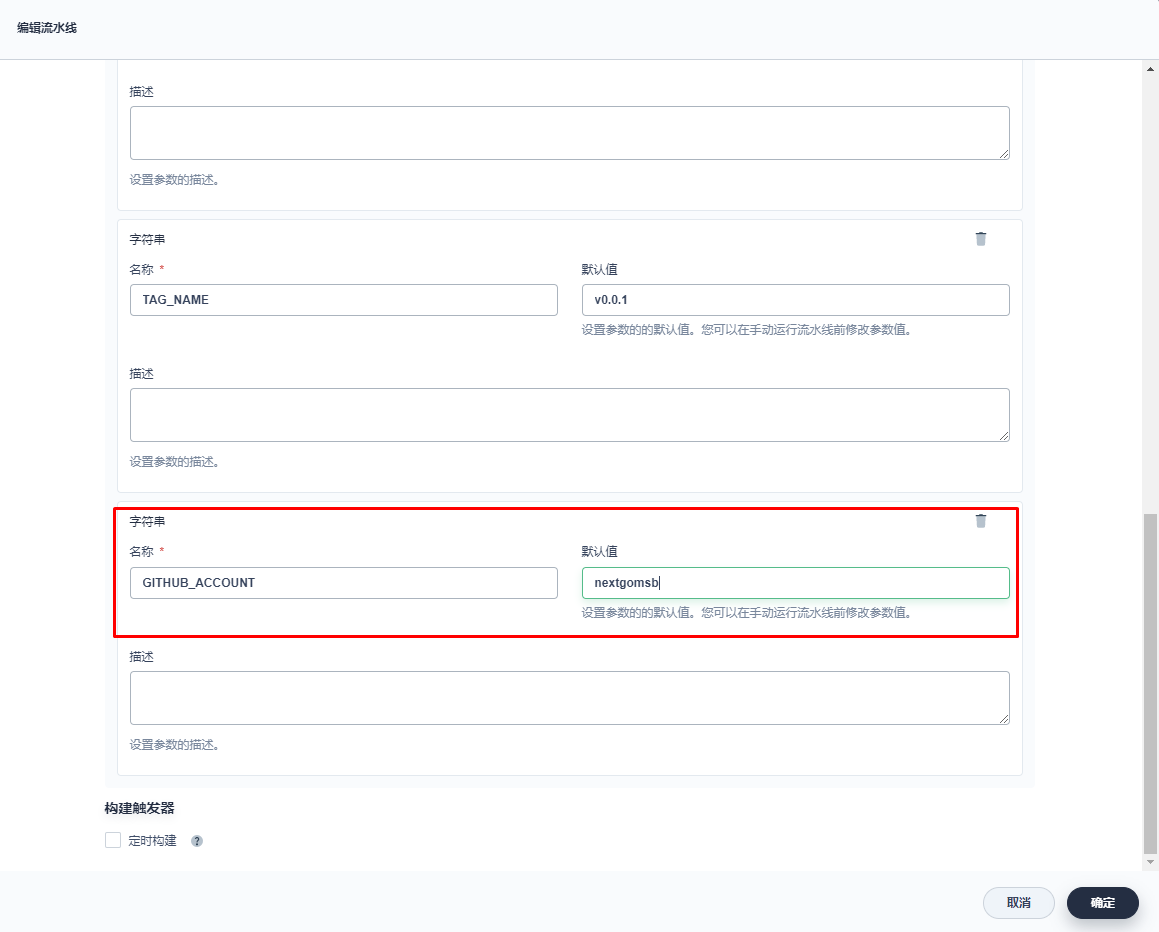 编辑流水线
描述
设置参数的描述。
字符串
名称 *
默认值
TAG_NAME
v0.0.1
设置参数的的默认值。您可以在手动运行流水线前修改参数值。
描述
设置参数的描述。
字符串
名称 *
默认值
GITHUB_ACCOUNT
nextgomsb
设置参数的的默认值。您可以在手动运行流水线前修改参数值。
描述
设置参数的描述。
构建触发器
定时构建 ?
取消
确定